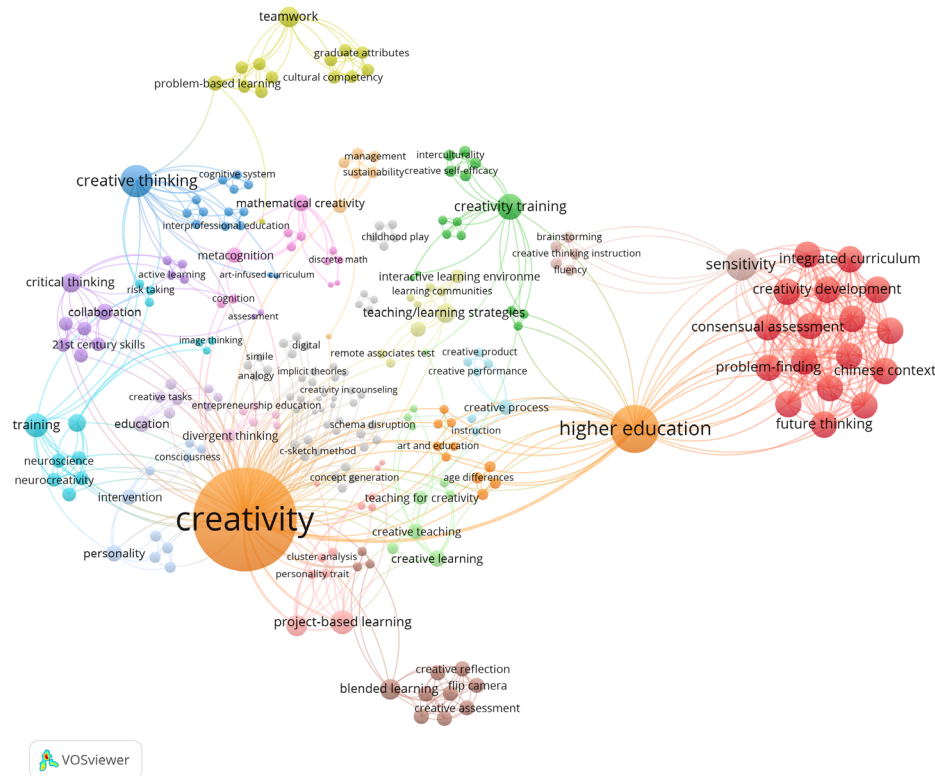 teamwork
graduate attributes
problem-based learning
cultural competency
management
interculturality
sustainability
creative self-efficacy
cognitive system
creative thinking
mathematical creativity
creativity training
interprofessional education
childhood play
brainstorming
creative thinking instruction
metacognition
discrete math
fluency
sensitivity
integrated curriculum
active learning
art-infused curriculum
interactive learning environme
critical thinking
risk taking
learning communities
creativity development
cognition
collaboration
assessment
teaching/learning strategies
consensual assessment
21st century skills
image thinking
digital
simile
remote associates test
creative product
problem-finding
chinese context
analogy
implicit theories
creative performance
creativity in counseling
creative tasks
entrepreneurship education
creative process
training
education
schema disruption
instruction
higher education
future thinking
divergent thinking
art and education
c-sketch method
consciousness
neuroscience
neurocreativity
concept generation
age differences
intervention
teaching for creativity
creativity
creative teaching
personality
cluster analysis
creative learning
personality trait
project-based learning
creative reflection
blended learning
flip camera
creative assessment
VOSviewer